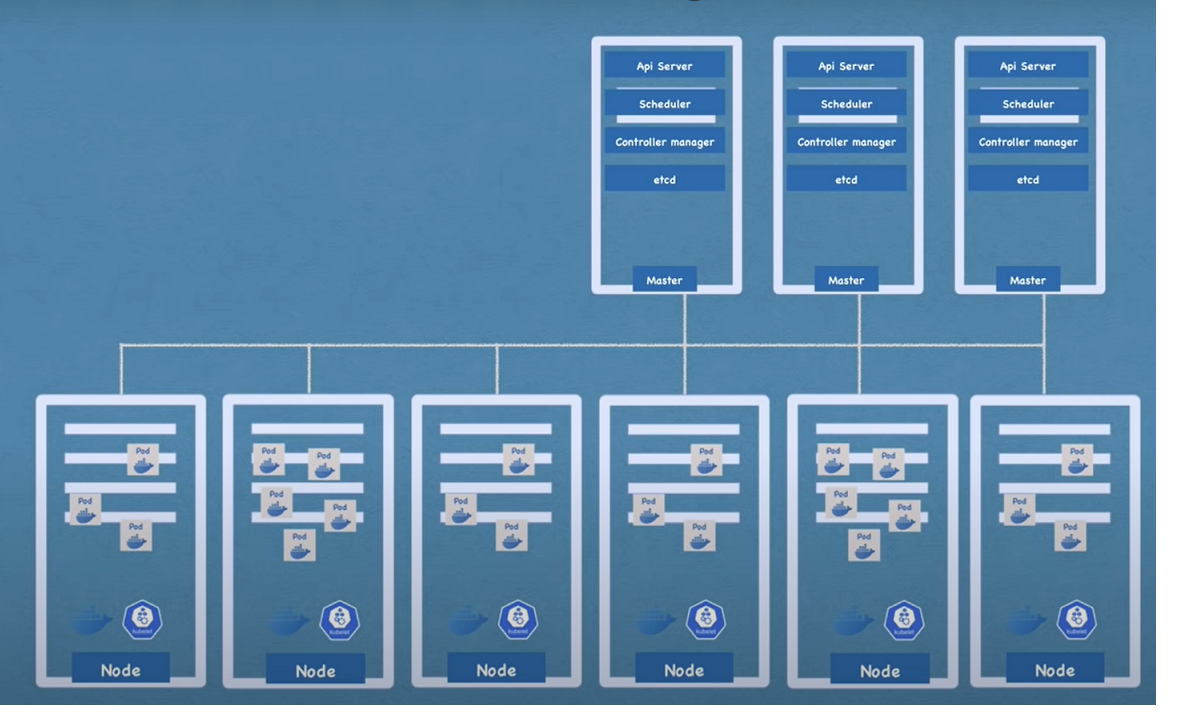 Api Server
Scheduler
Controller manager
etcd
Master
Api Server
Scheduler
Controller manager
etcd
Master
Api Server
Scheduler
Controller manager
etcd
Master
Pod
Pod
Pod
kubelet
Node
Pod
Pod
Pod
Pod
Pod
kubelet
Node
Pod
Pod
Pod
kubelet
Node
Pod
Pod
Pod
kubelet
Node
Pod
Pod
Pod
Pod
Pod
kubelet
Node
Pod
Pod
Pod
kubelet
Node